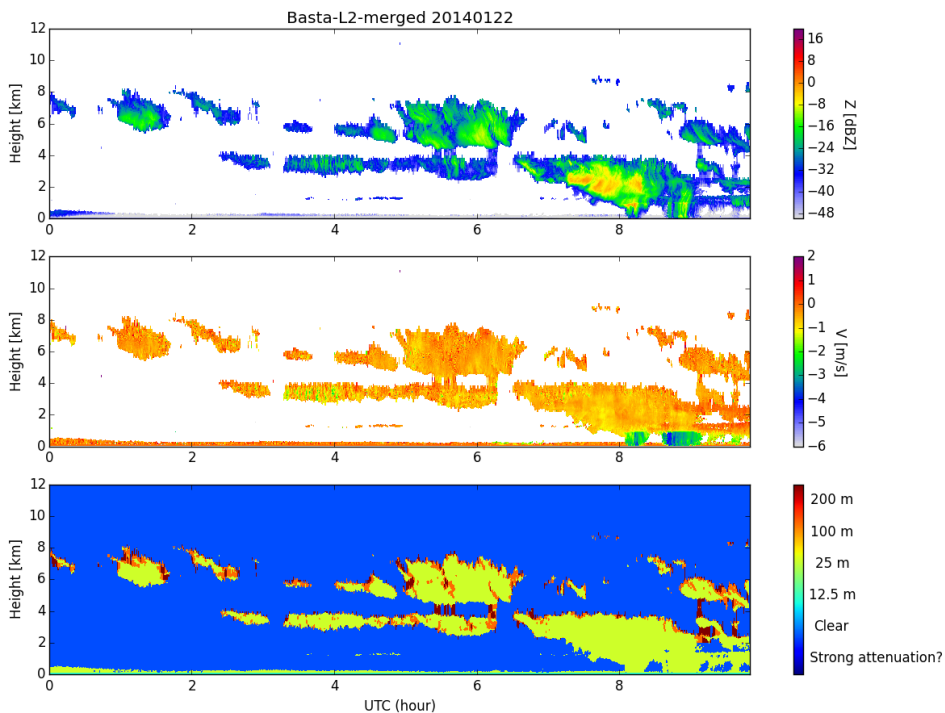 Basta-L2-merged 20140122
12
10
8
6
4
2
0
Height [km]
0 2 4 6 8
16
8
0
−8
−16
−24
−32
−40
−48
Z [dBZ]
12
10
8
6
4
2
0
Height [km]
0 2 4 6 8
2
1
0
−1
−2
−3
−4
−5
−6
V [m/s]
12
10
8
6
4
2
0
Height [km]
0 2 4 6 8
UTC (hour)
200 m
100 m
25 m
12.5 m
Clear
Strong attenuation?